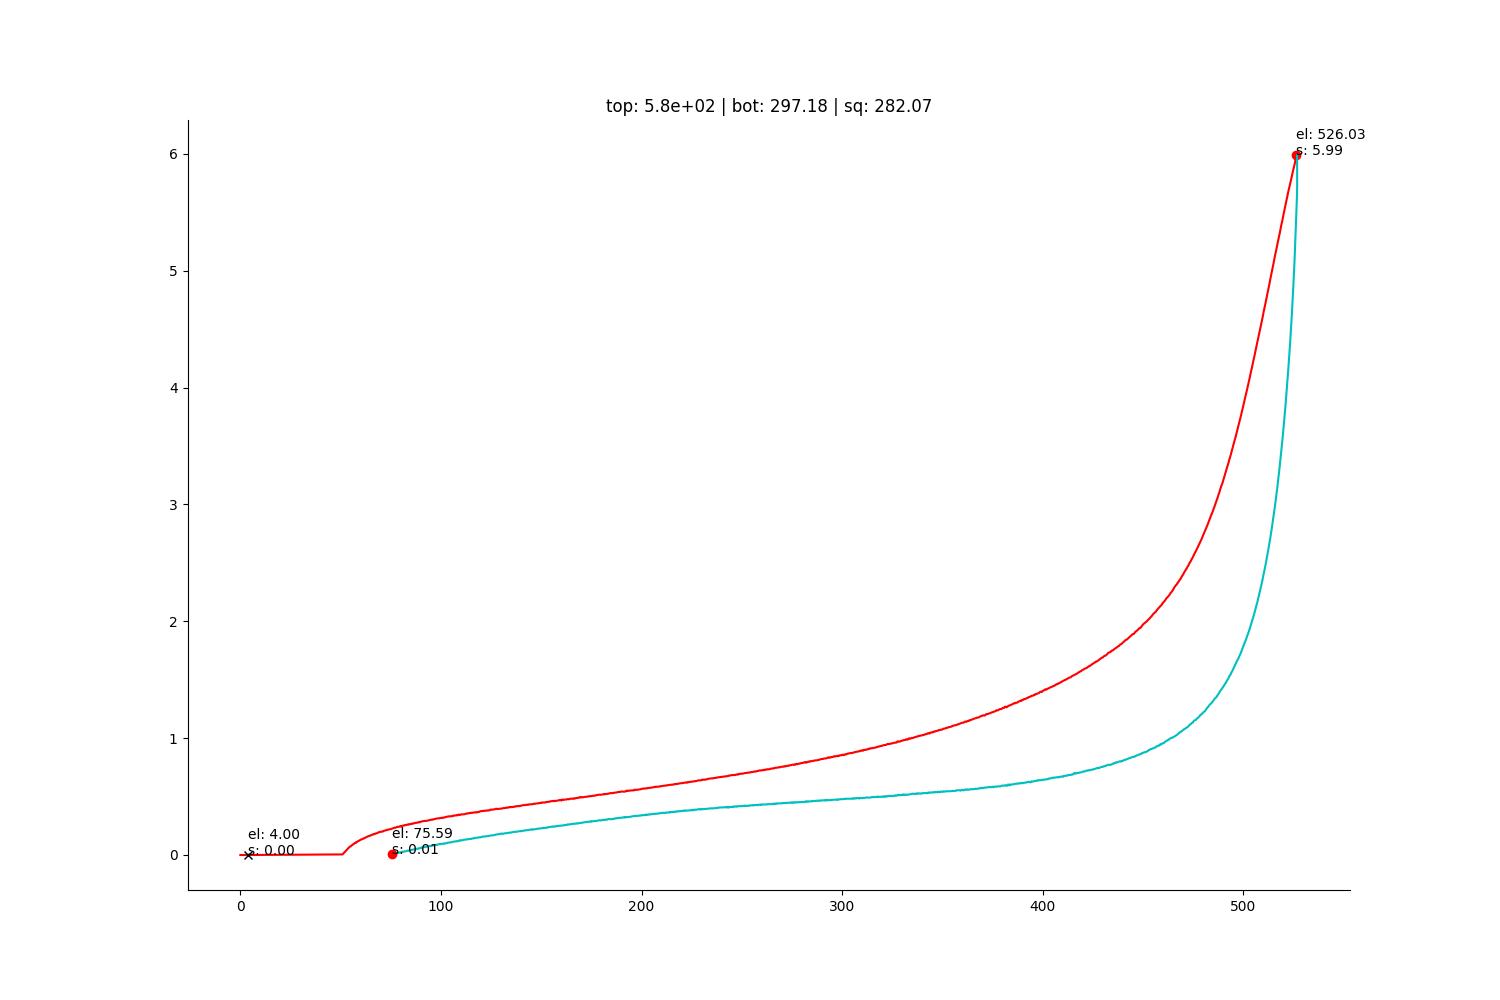 top: 5.8e+02 | bot: 297.18 | sq: 282.07
el: 526.03
s: 5.99
6
5
4
3
2
1
0
el: 4.00
s: 0.00
el: 75.59
s: 0.01
0
100
200
300
400
500